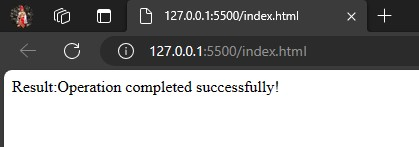 127.0.0.1:5500/index.html
127.0.0.1:5500/index.html
Result:Operation completed successfully!